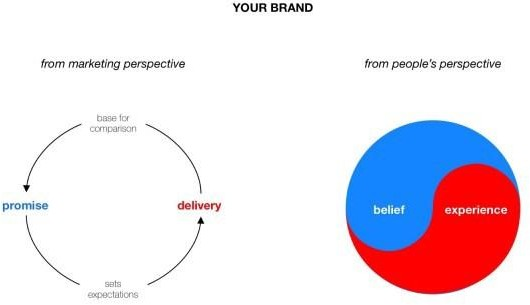 YOUR BRAND
from marketing perspective
from people's perspective
base for
comparison
promise
delivery
belief
experience
sets
expectations